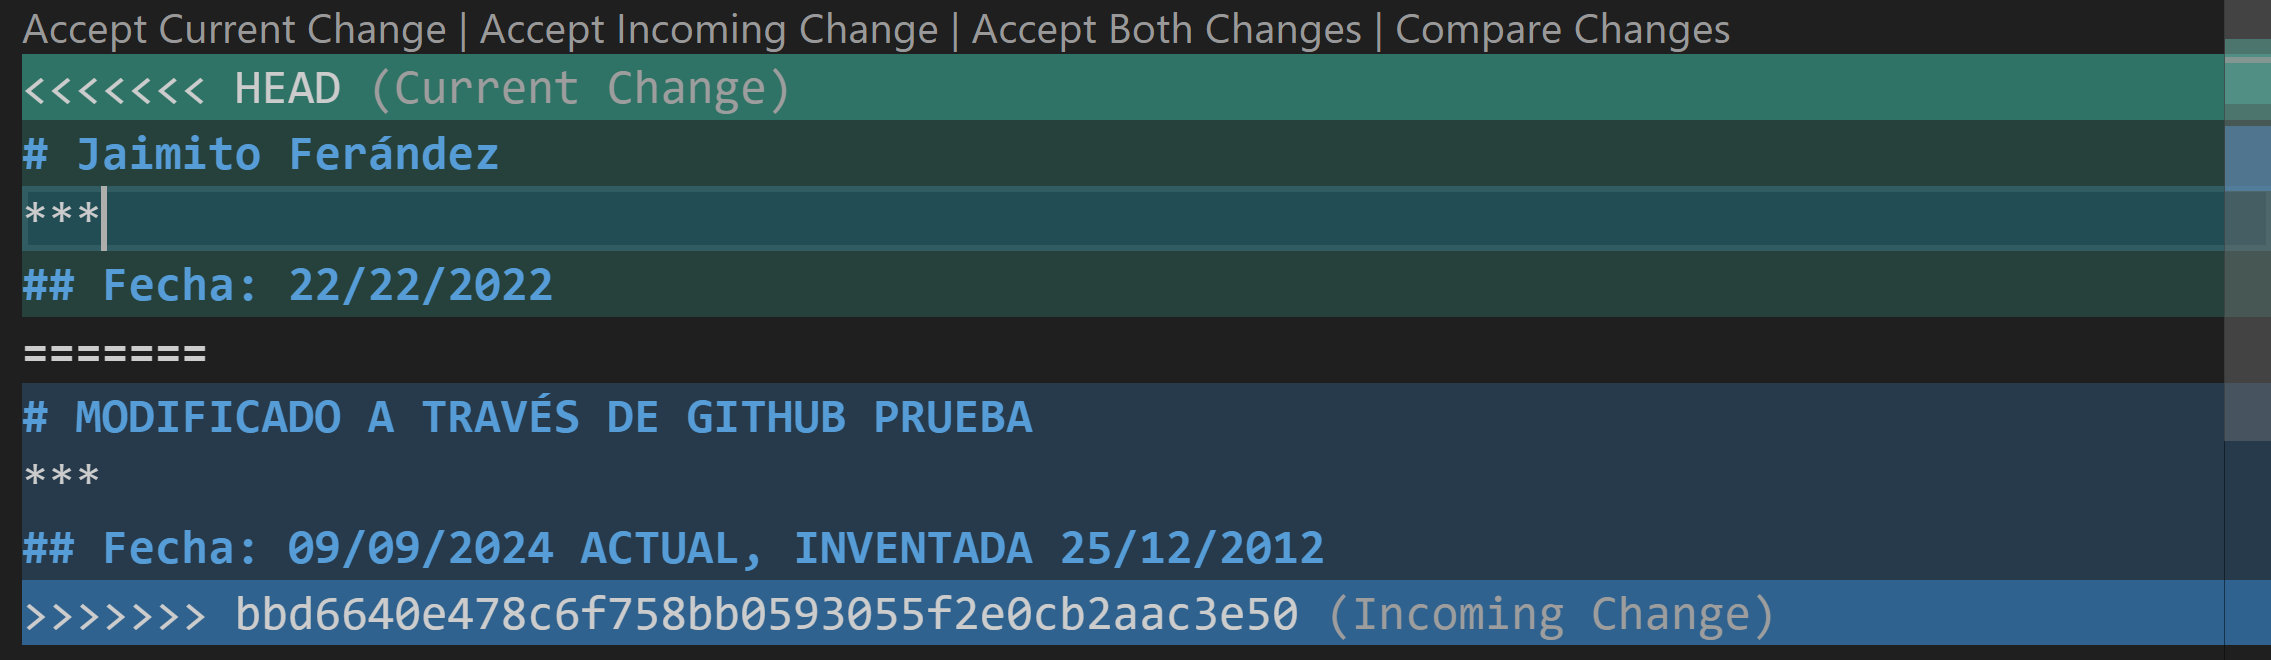 Accept Current Change | Accept Incoming Change | Accept Both Changes | Compare Changes
<<<<<<< HEAD (Current Change)
# Jaimito Ferández
***
## Fecha: 22/22/2022
=======
# MODIFICADO A TRAVÉS DE GITHUB PRUEBA
***
## Fecha: 09/09/2024 ACTUAL, INVENTADA 25/12/2012
>>>>>>> bbd6640e478c6f758bb0593055f2e0cb2aac3e50 (Incoming Change)